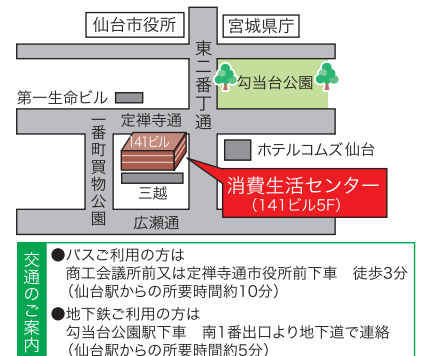 仙台市役所
宮城県庁
東二番丁通
勾当台公園
第一生命ビル
定禅寺通
一番町買物公園
141ビル
ホテルコムズ仙台
三越
消費生活センター
(141ビル5F)
広瀬通
交通のご案内
●バスご利用の方は
商工会議所前又は定禅寺通市役所前下車 徒歩3分
(仙台駅からの所要時間約10分)
●地下鉄ご利用の方は
勾当台公園駅下車 南1番出口より地下道で連絡
(仙台駅からの所要時間約5分)